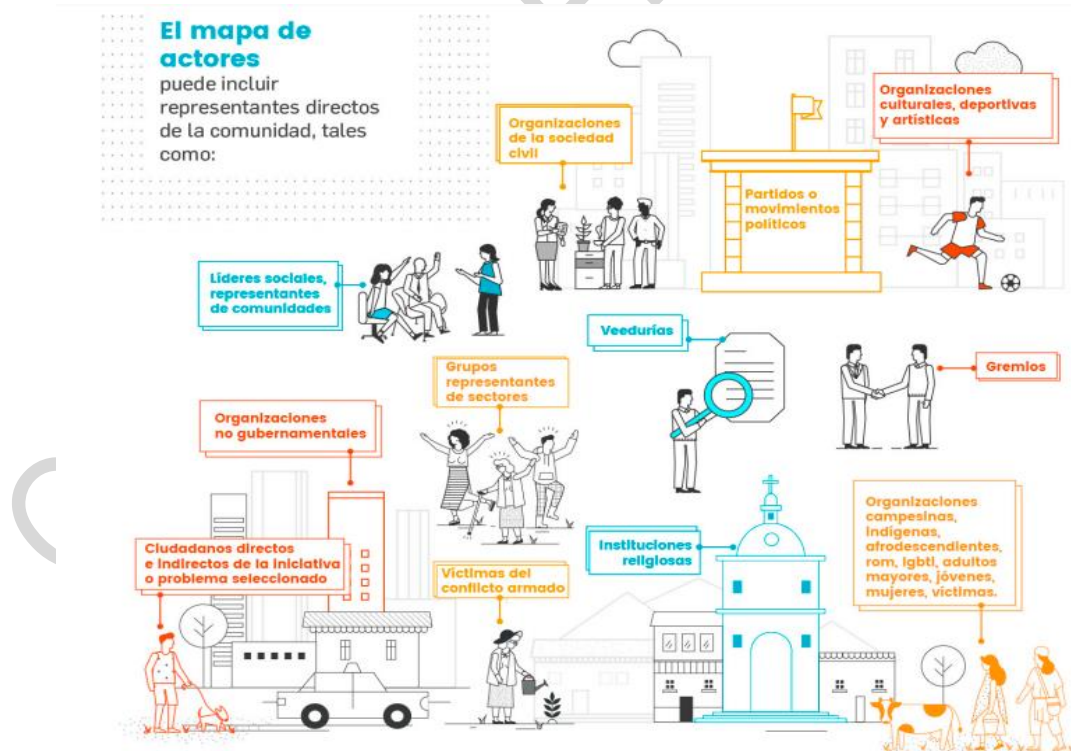 El mapa de
actores
puede incluir
representantes directos
de la comunidad, tales
como:
Organizaciones
de la sociedad
civil
Partidos o
movimientos
políticos
Organizaciones
culturales, deportivas
y artísticas
Líderes sociales,
representantes
de comunidades
Veedurías
Gremios
Grupos
representantes
de sectores
Organizaciones
no gubernamentales
Ciudadanos directos
e indirectos de la iniciativa
o problema seleccionado
Víctimas del
conflicto armado
Instituciones
religiosas
Organizaciones
campesinas,
indígenas,
afrodescendientes,
rom, lgbti, adultos
mayores, jóvenes,
mujeres, víctimas.